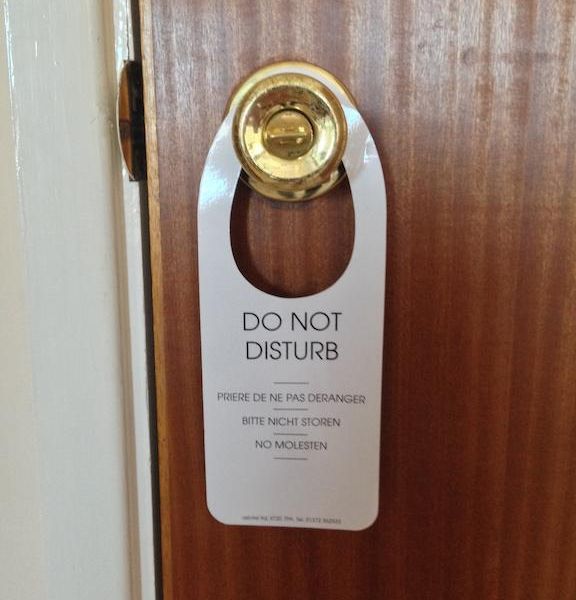 DO NOT
DISTURB
PRIERE DE NE PAS DERANGER
BITTE NICHT STOREN
NO MOLESTEN